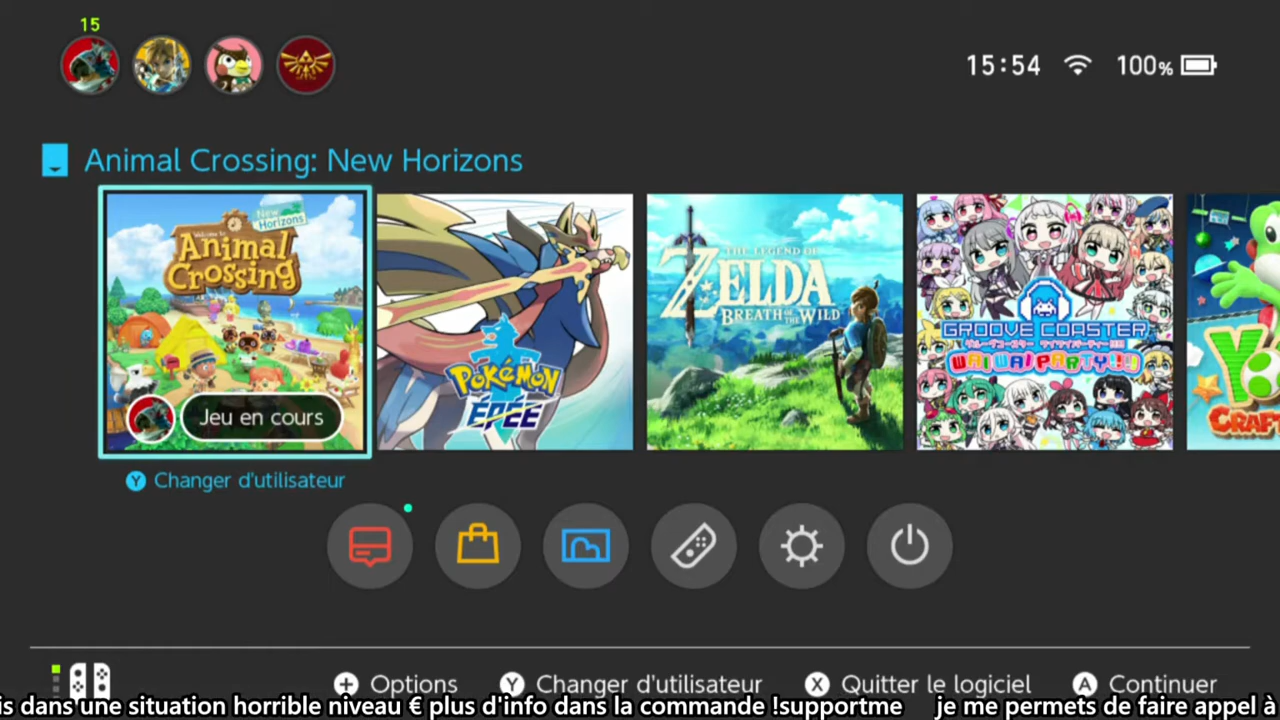 15
15:54
100%
Animal Crossing: New Horizons
Welcome to
Animal
Crossing
New
Horizons
Jeu en cours
POKÉMON
ÉPÉE
THE LEGEND OF
ZELDA
BREATH OF THE WILD
GROOVE COASTER
WAI WAI PARTY!!!!
CRAFT
Y Changer d'utilisateur
+ Options
Y Changer d'utilisateur
X Quitter le logiciel
A Continuer
is dans une situation horrible niveau € plus d'info dans la commande !supportme je me permets de faire appel à